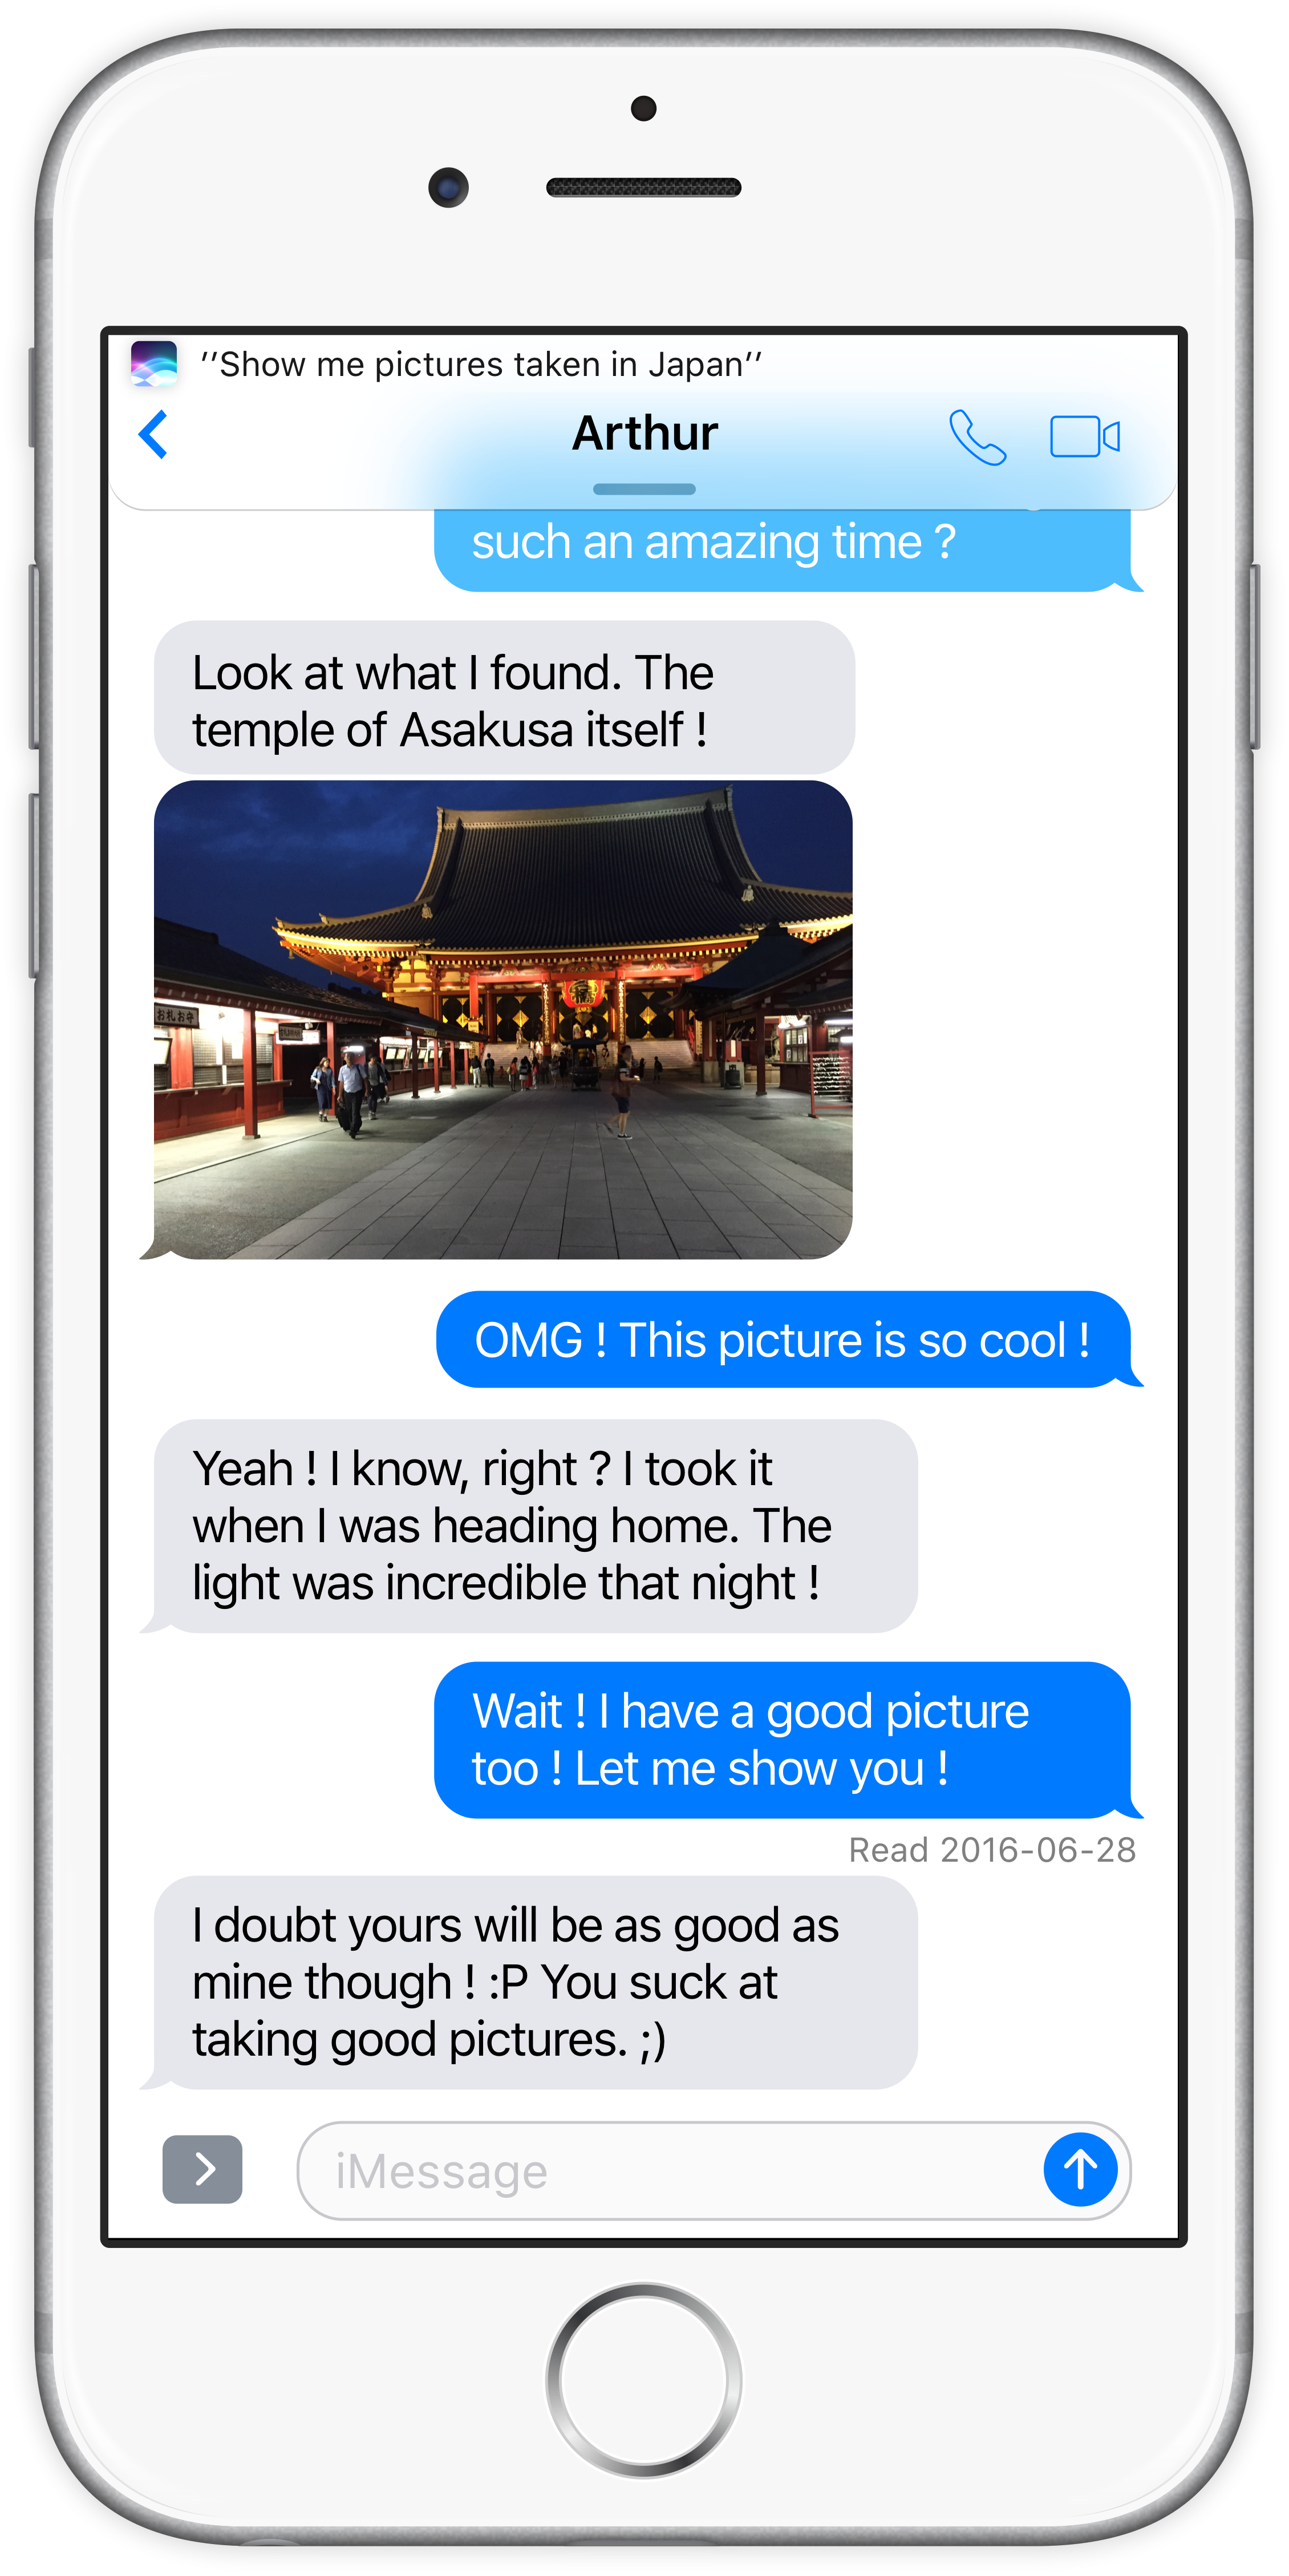 ’’Show me pictures taken in Japan’’
Arthur
such an amazing time ?
Look at what I found. The
temple of Asakusa itself !
お札お守
OMG ! This picture is so cool !
Yeah ! I know, right ? I took it
when I was heading home. The
light was incredible that night !
Wait ! I have a good picture
too ! Let me show you !
Read 2016-06-28
I doubt yours will be as good as
mine though ! :P You suck at
taking good pictures. ;)
iMessage